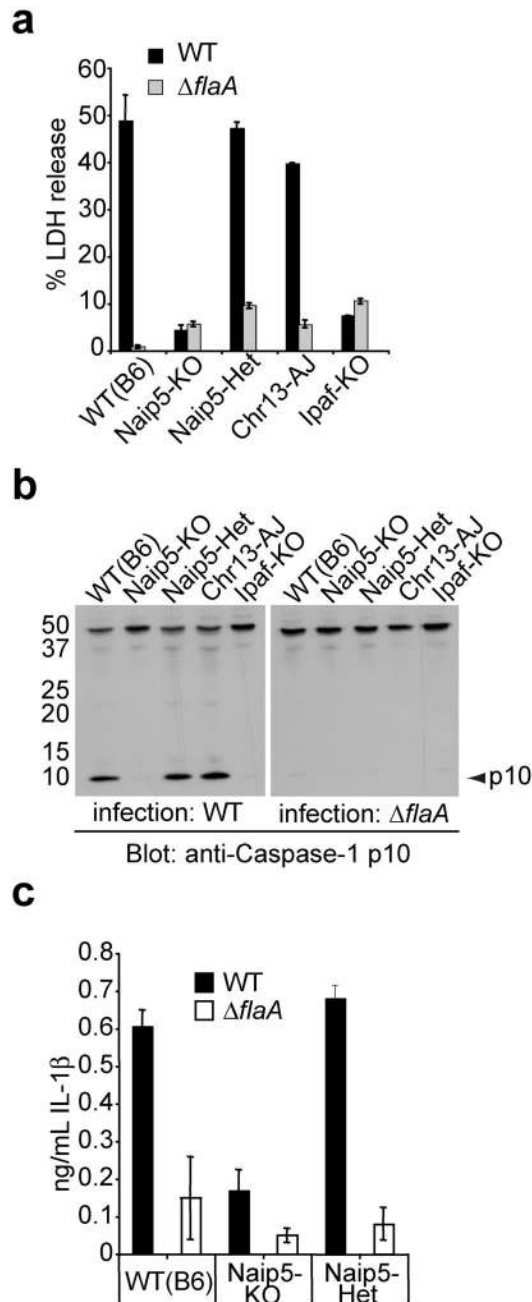 a
WT
ΔflaA
60
50
40
30
20
10
0
% LDH release
WT(B6)
Naip5-KO
Naip5-Het
Chr13-AJ
Ipaf-KO
b
WT(B6)
Naip5-KO
Naip5-Het
Chr13-AJ
Ipaf-KO
WT(B6)
Naip5-KO
Naip5-Het
Chr13-AJ
Ipaf-KO
50
37
25
20
15
10
p10
infection: WT
infection: ΔflaA
Blot: anti-Caspase-1 p10
c
0.8
0.7
0.6
0.5
0.4
0.3
0.2
0.1
0
ng/mL IL-1β
WT
ΔflaA
WT(B6)
Naip5-
KO
Naip5-
Het